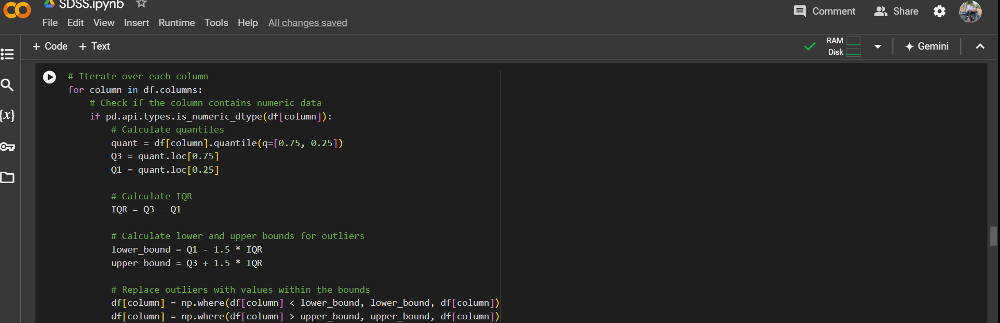 SDSS.ipynb
File Edit View Insert Runtime Tools Help All changes saved
Comment Share
+ Code + Text
RAM
Disk
Gemini
{x}
# Iterate over each column
for column in df.columns:
    # Check if the column contains numeric data
    if pd.api.types.is_numeric_dtype(df[column]):
        # Calculate quantiles
        quant = df[column].quantile(q=[0.75, 0.25])
        Q3 = quant.loc[0.75]
        Q1 = quant.loc[0.25]
        # Calculate IQR
        IQR = Q3 - Q1
        # Calculate lower and upper bounds for outliers
        lower_bound = Q1 - 1.5 * IQR
        upper_bound = Q3 + 1.5 * IQR
        # Replace outliers with values within the bounds
        df[column] = np.where(df[column] < lower_bound, lower_bound, df[column])
        df[column] = np.where(df[column] > upper_bound, upper_bound, df[column])